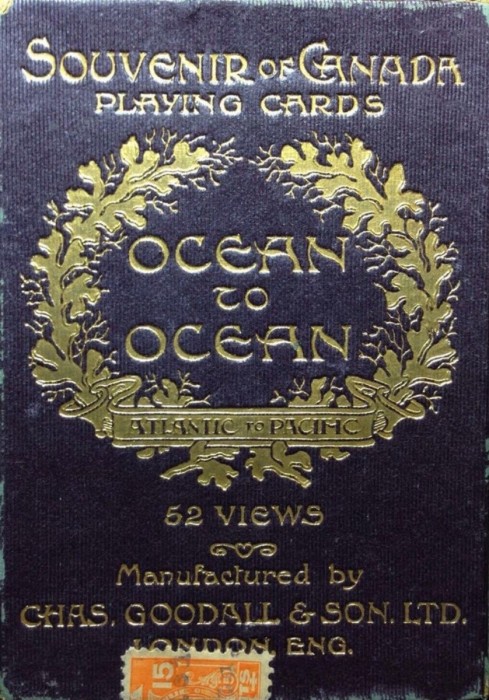 SOUVENIR OF CANADA
PLAYING CARDS
OCEAN
TO
OCEAN
ATLANTIC TO PACIFIC
52 VIEWS
Manufactured by
CHAS. GOODALL & SON. LTD.
LONDON, ENG.
15